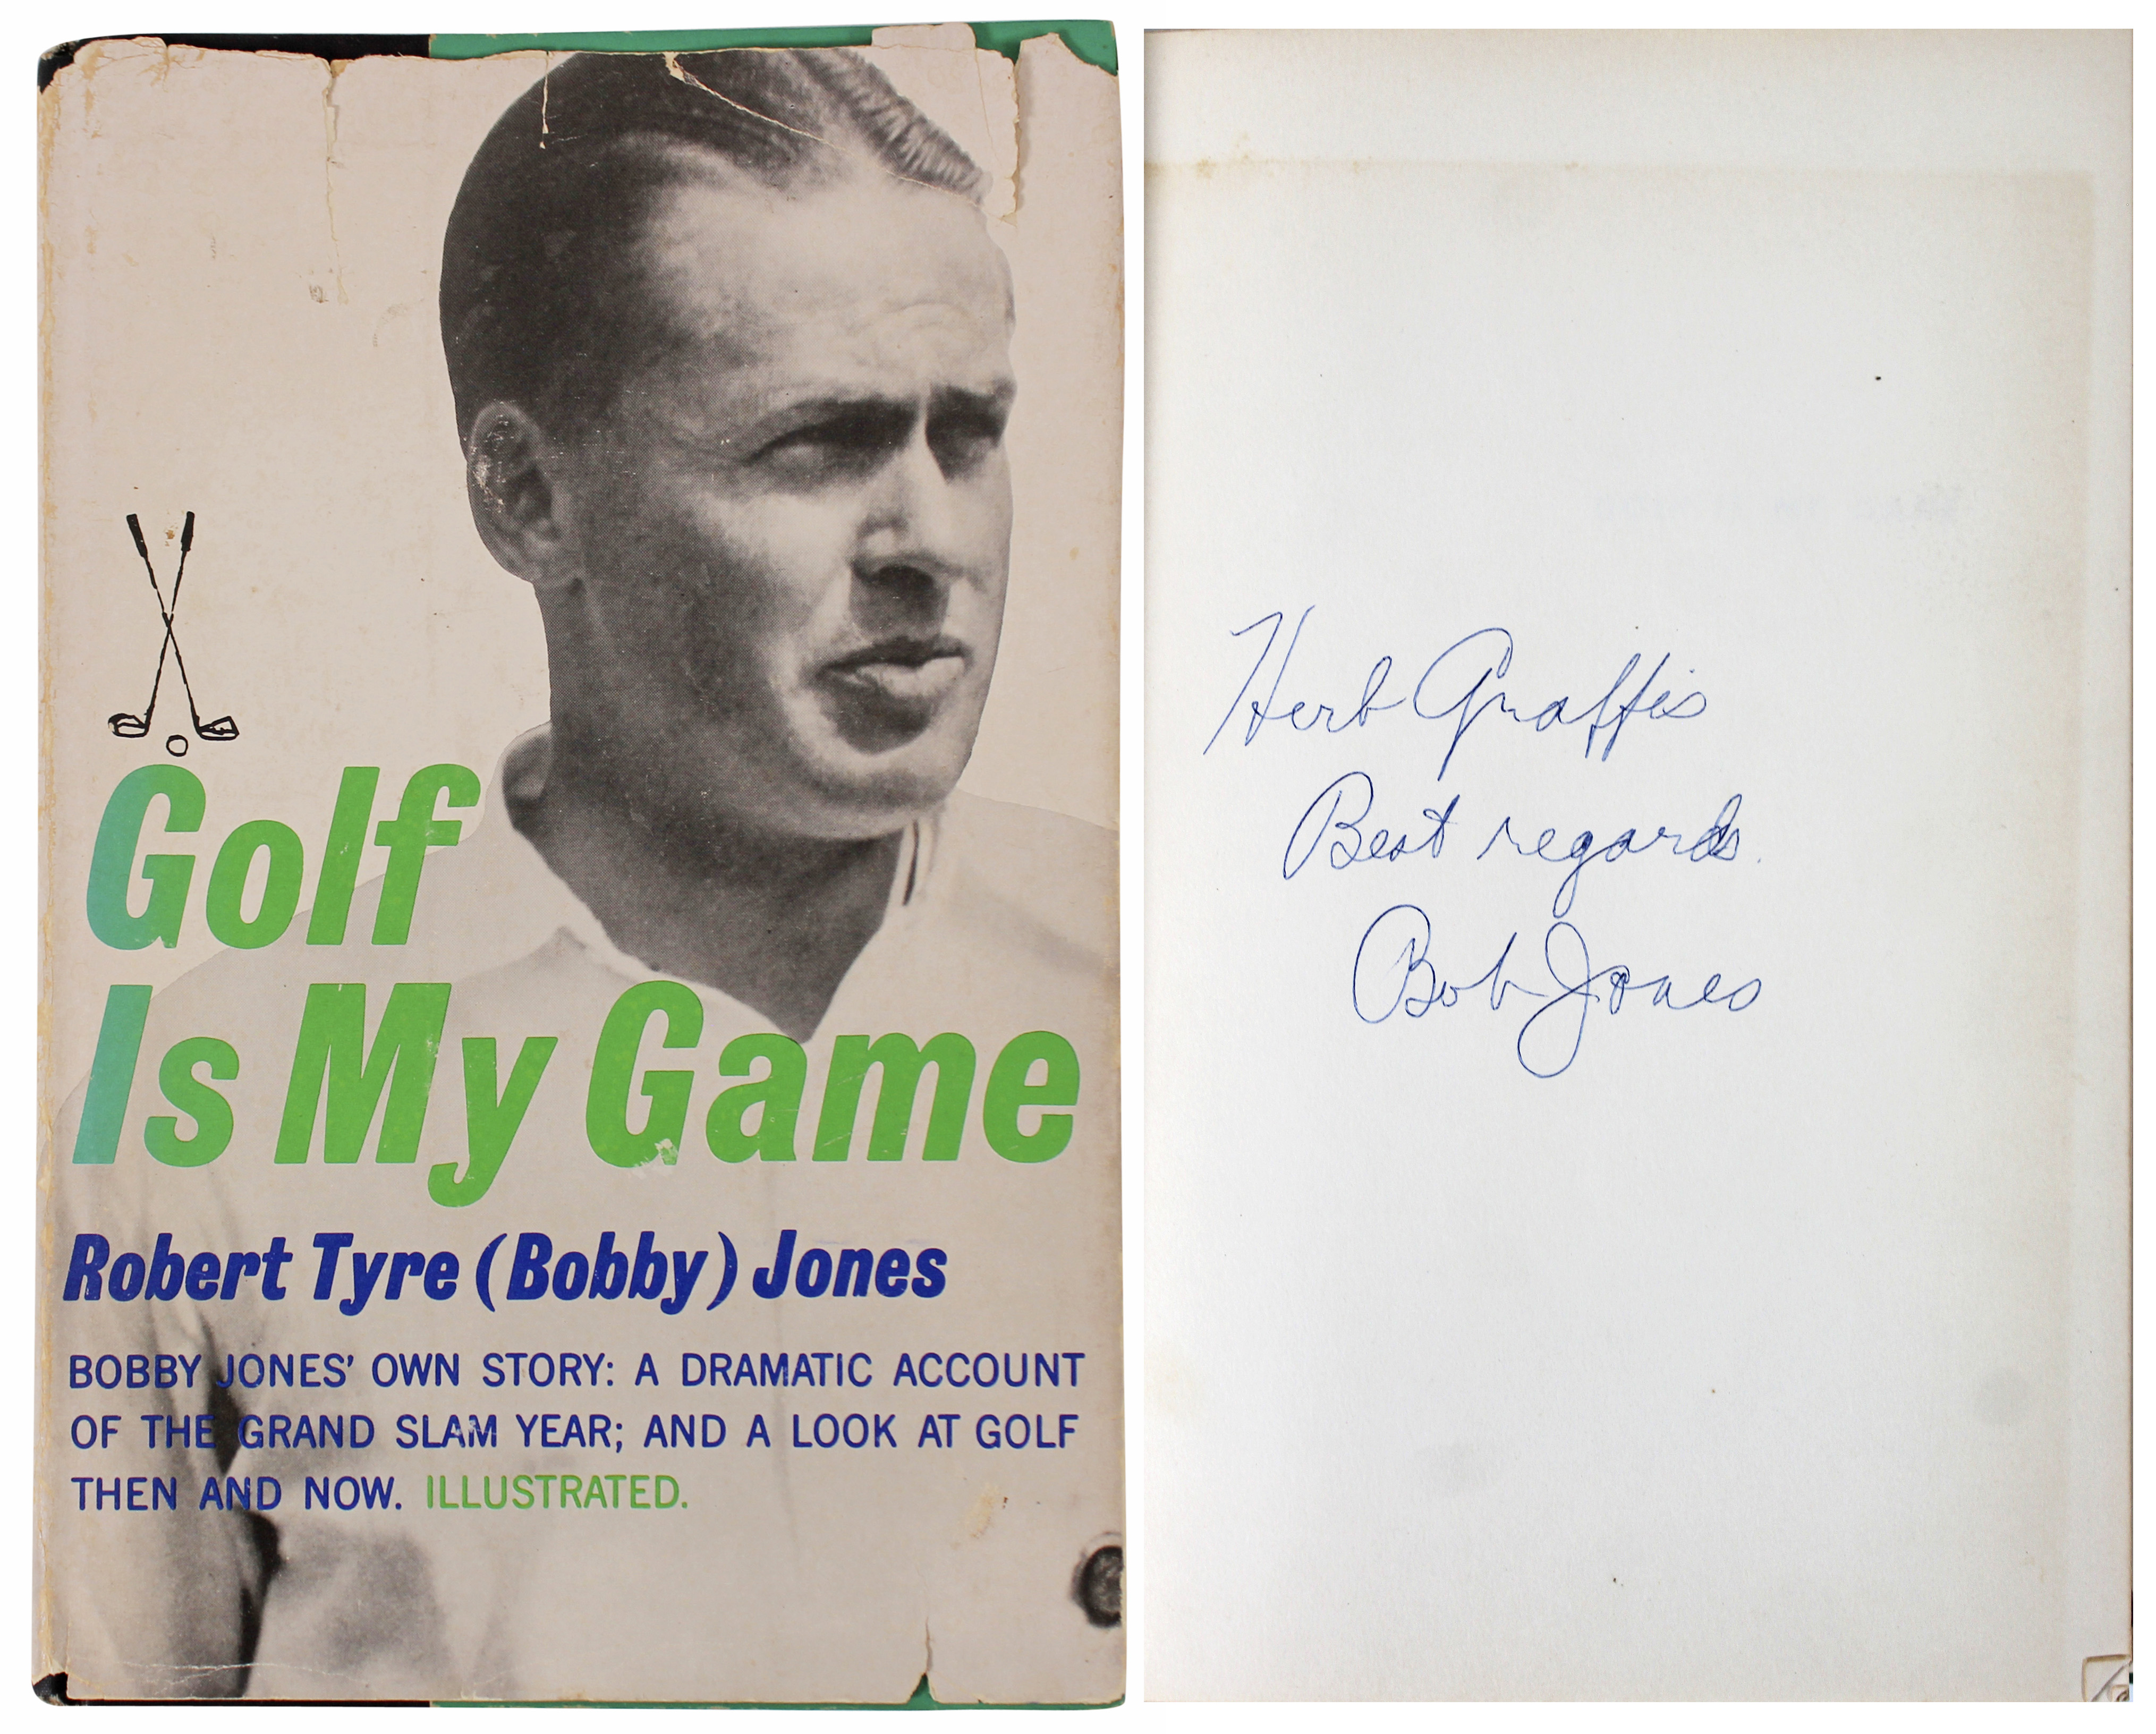 Golf
Is My Game
Robert Tyre (Bobby) Jones
BOBBY JONES' OWN STORY: A DRAMATIC ACCOUNT
OF THE GRAND SLAM YEAR; AND A LOOK AT GOLF
THEN AND NOW. ILLUSTRATED.
Herb Graffis
Best regards.
Bob Jones